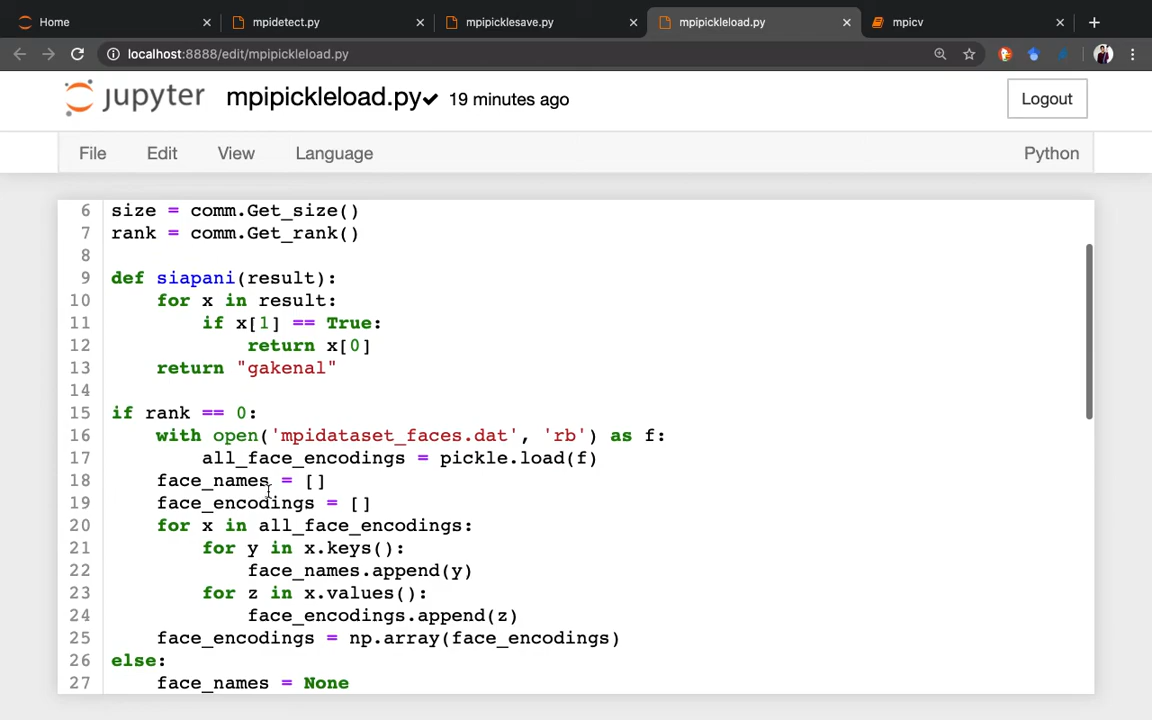 Home
mpidetect.py
mpipicklesave.py
mpipickleload.py
mpicv
localhost:8888/edit/mpipickleload.py
jupyter
mpipickleload.py✔ 19 minutes ago
Logout
File Edit View Language
Python
6 size = comm.Get_size()
7 rank = comm.Get_rank()
8
9 def siapani(result):
10     for x in result:
11         if x[1] == True:
12             return x[0]
13     return "gakenal"
14
15 if rank == 0:
16     with open('mpidataset_faces.dat', 'rb') as f:
17         all_face_encodings = pickle.load(f)
18     face_names = []
19     face_encodings = []
20     for x in all_face_encodings:
21         for y in x.keys():
22             face_names.append(y)
23         for z in x.values():
24             face_encodings.append(z)
25     face_encodings = np.array(face_encodings)
26 else:
27     face_names = None